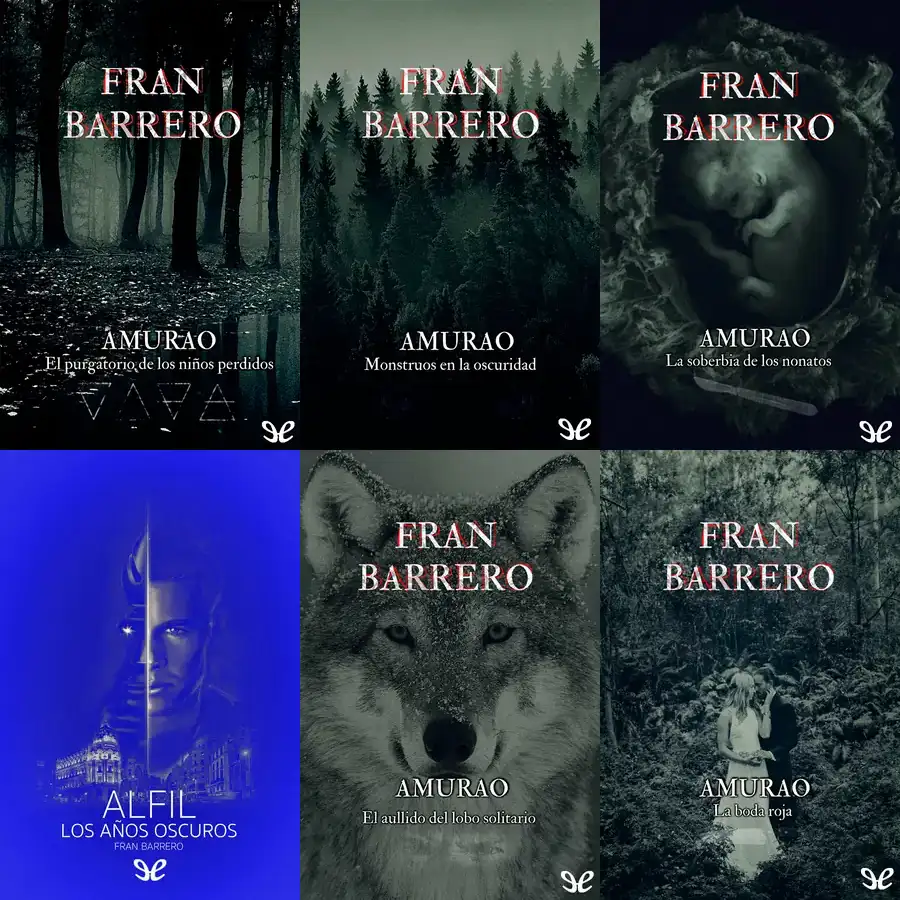 FRAN
BARRERO
AMURAO
El purgatorio de los niños perdidos
FRAN
BARRERO
AMURAO
Monstruos en la oscuridad
FRAN
BARRERO
AMURAO
La soberbia de los nonatos
ALFIL
LOS AÑOS OSCUROS
FRAN BARRERO
FRAN
BARRERO
AMURAO
El aullido del lobo solitario
FRAN
BARRERO
AMURAO
La boda roja